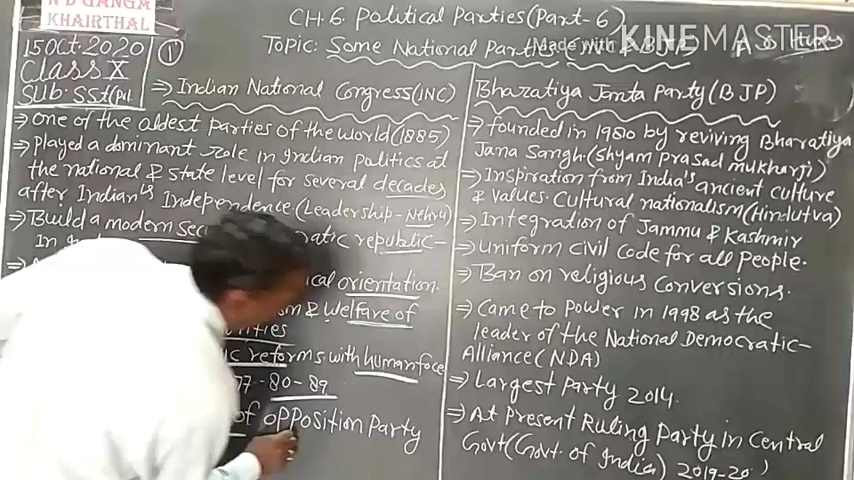 N D GANGA
KHAIRTHAL
CH.6. Political Parties (Part-6)
Topic: Some National Parties (INC & BJP)
Made with KINEMASTER
15 Oct. 2020
Class X
Sub. SSt (Pol.
①
⇒ Indian National Congress (INC)
⇒ One of the oldest parties of the world (1885)
⇒ Played a dominant role in Indian politics at
the national & state level for several decades
after Indian's Independence (Leadership - Nehru)
⇒ Build a modern sec
atic republic-
In
ical orientation.
& Welfare of
ities
ic reforms with human face
77 - 80 - 89
of opposition Party
Bharatiya Janta Party (BJP)
⇒ founded in 1980 by reviving Bharatiya
Jana Sangh. (Shyam Prasad mukharji)
⇒ Inspiration from India's ancient culture
& values. Cultural nationalism (Hindutva)
⇒ Integration of Jammu & Kashmir
⇒ uniform civil code for all people.
⇒ Ban on religious conversions.
⇒ Came to Power in 1998 as the
leader of the National Democratic-
Alliance (NDA)
⇒ Largest Party 2014.
⇒ At Present Ruling Party in Central
Govt (Govt. of India) 2019-20